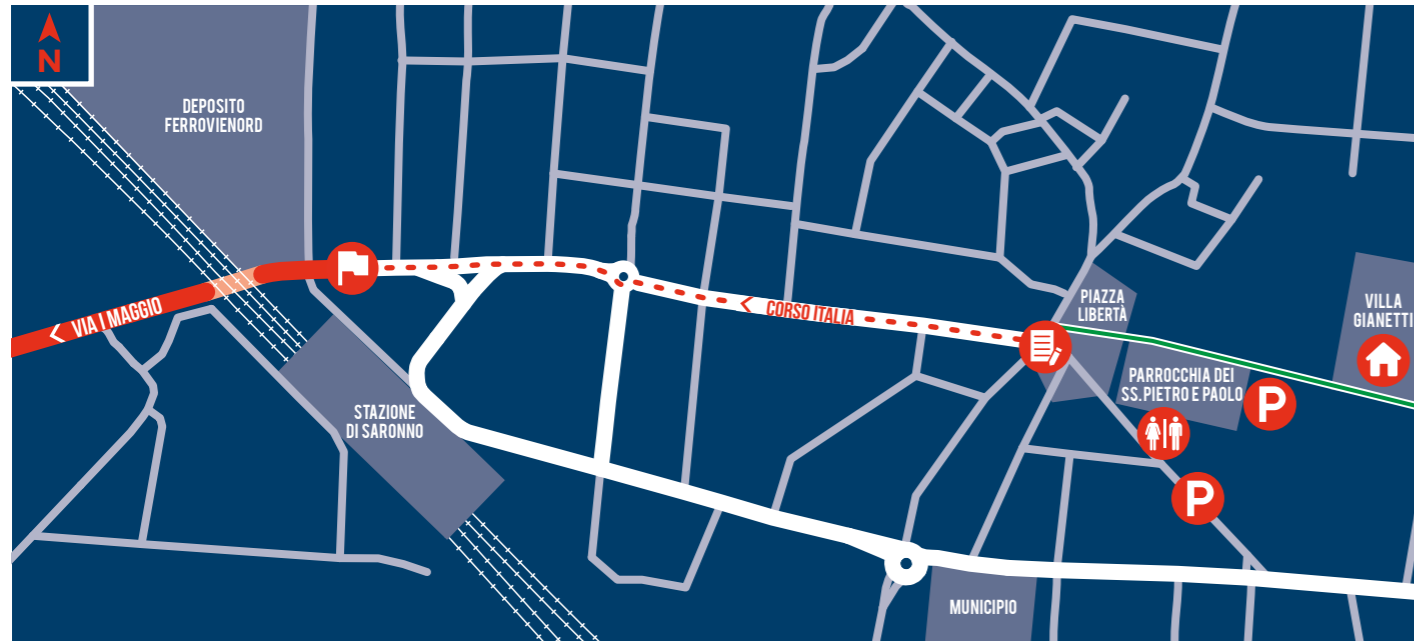 N
DEPOSITO
FERROVIENORD
VIA I MAGGIO
CORSO ITALIA
PIAZZA
LIBERTÀ
VILLA
GIANETTI
PARROCCHIA DEI
SS. PIETRO E PAOLO
P
STAZIONE
DI SARONNO
P
MUNICIPIO